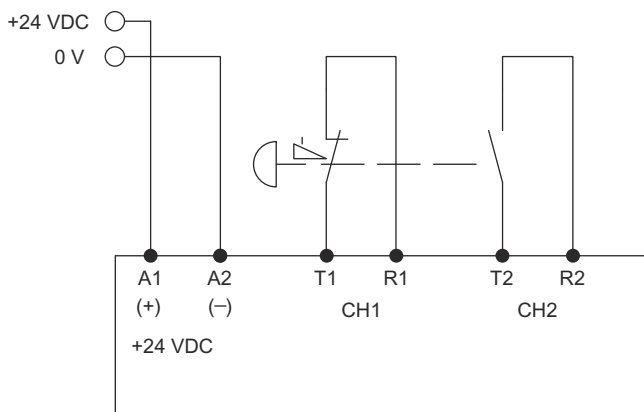 +24 VDC
0 V
A1 A2 T1 R1 T2 R2
(+) (−) CH1 CH2
+24 VDC